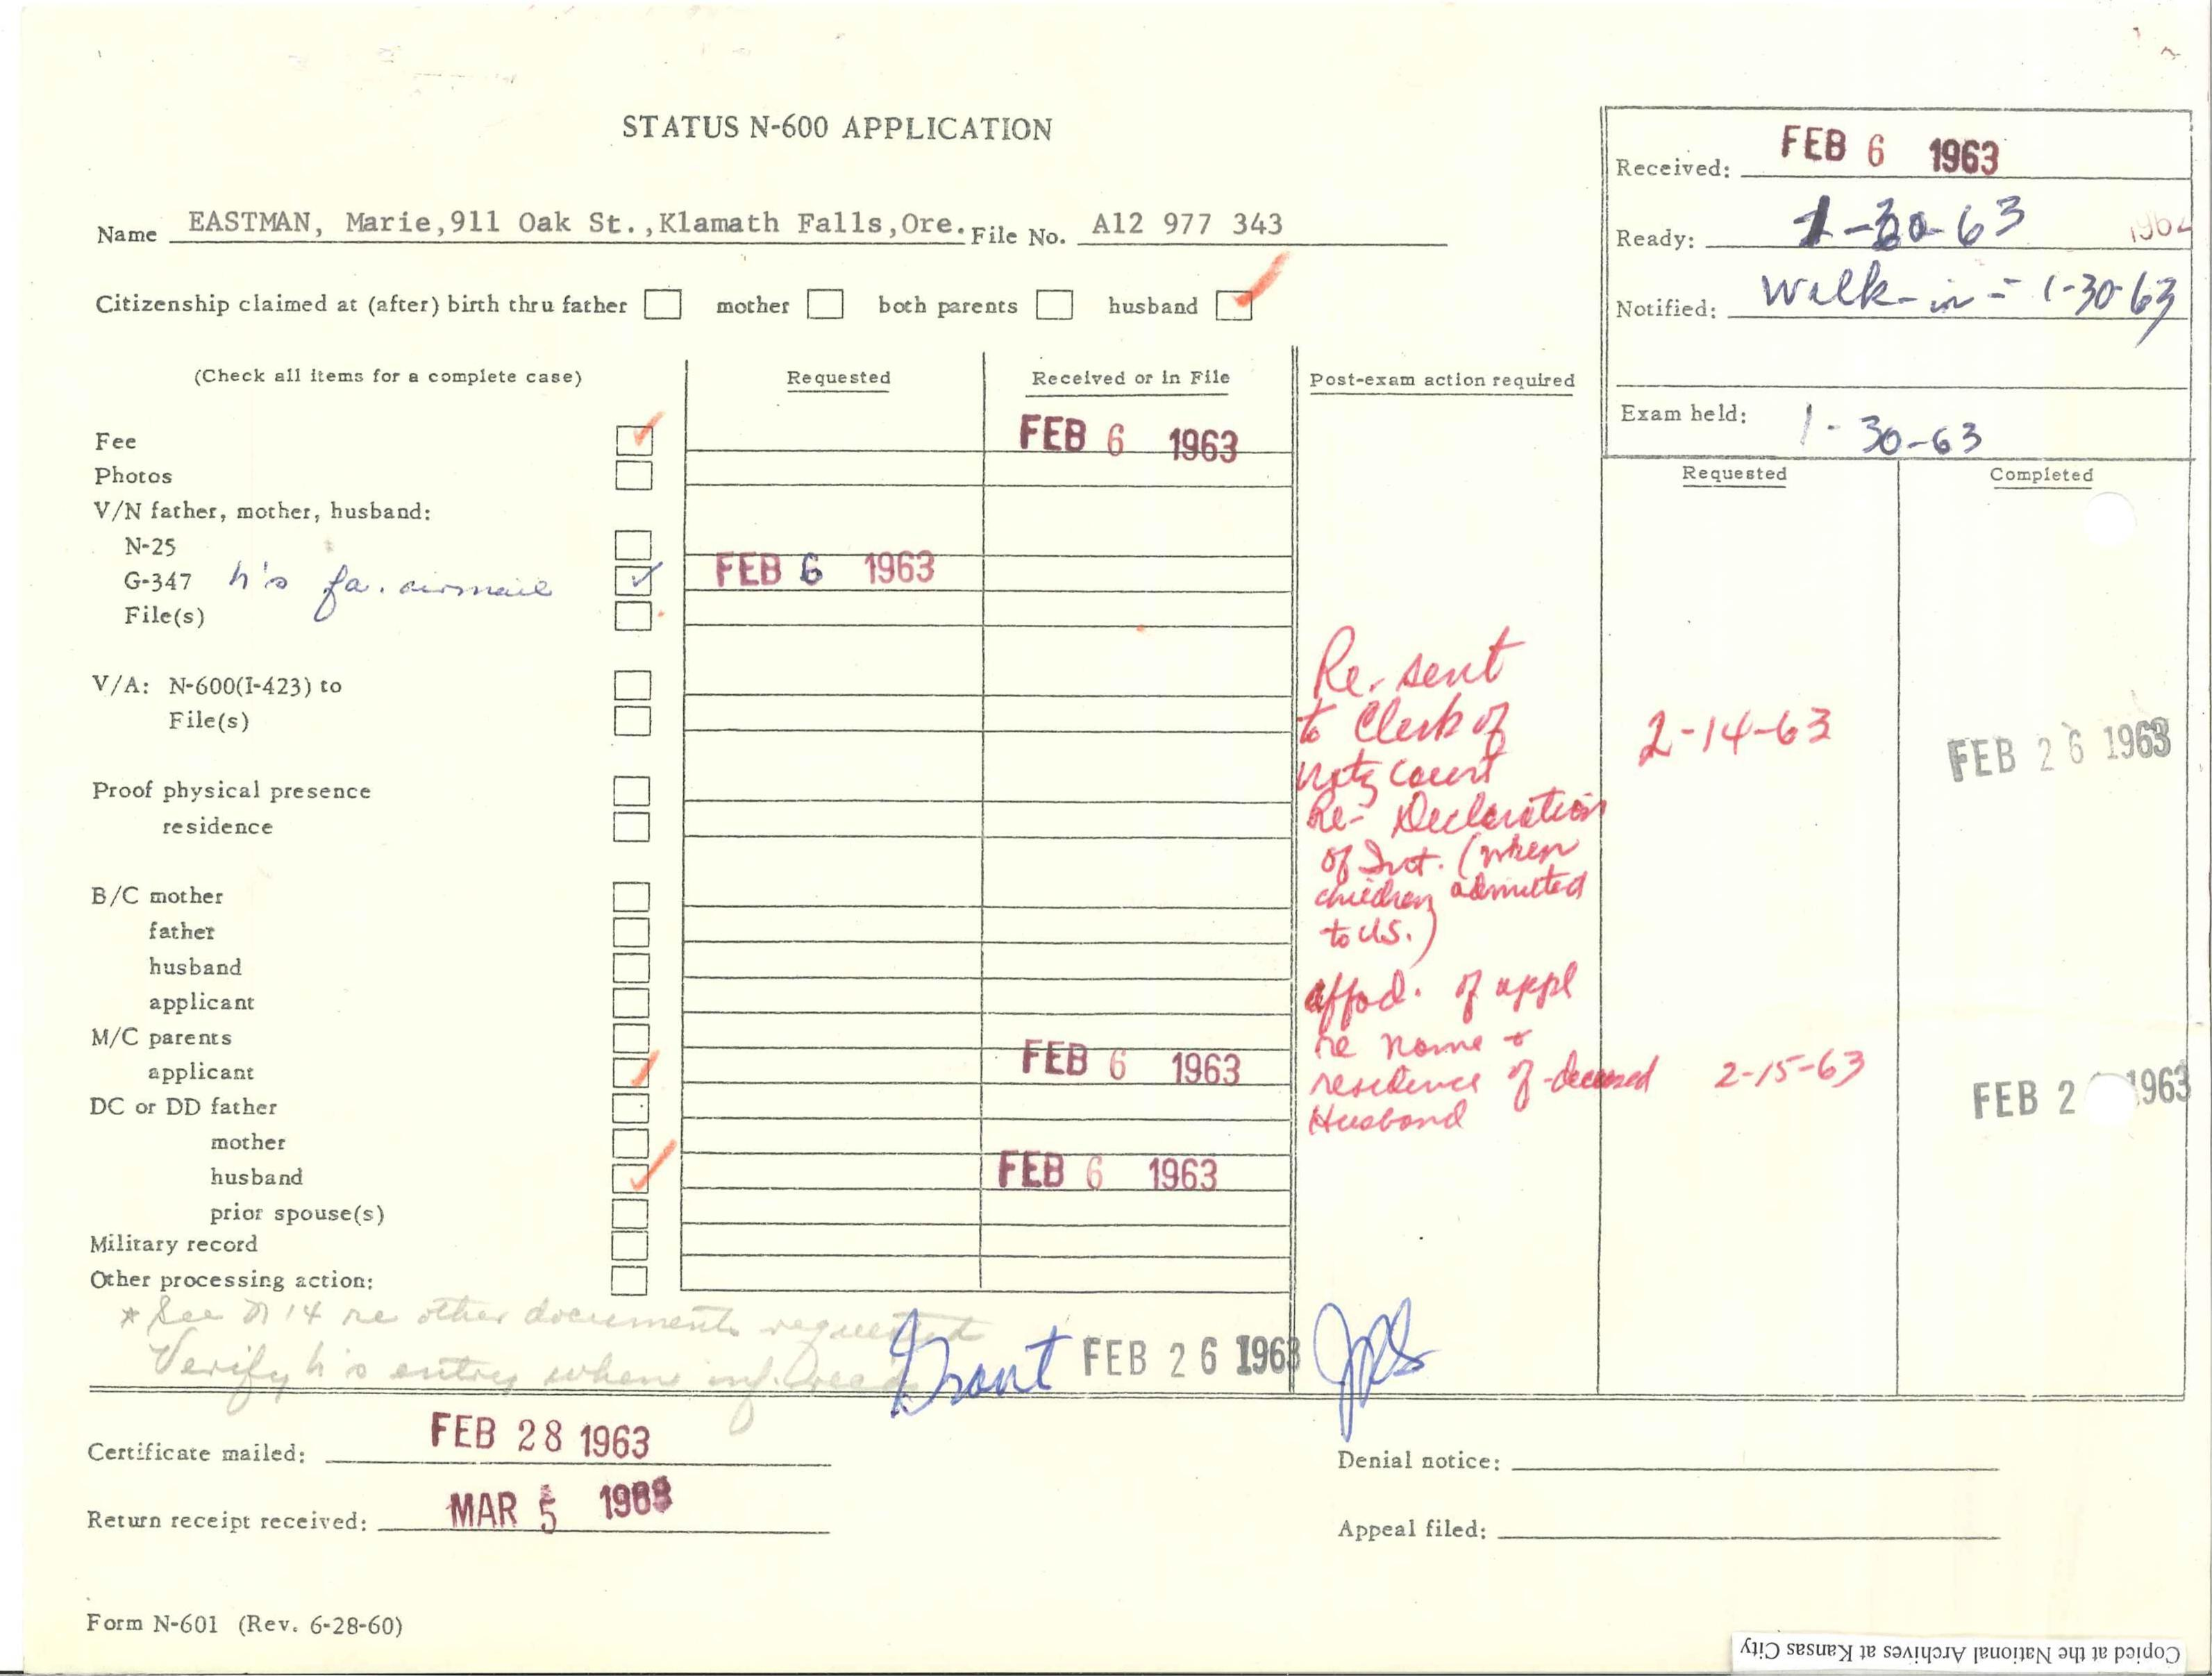 STATUS N-600 APPLICATION
Received: FEB 6 1963
Name EASTMAN, Marie,911 Oak St.,Klamath Falls,Ore. File No. A12 977 343
Ready: 1-30-63
Notified: Walk-in = 1-30-63
Citizenship claimed at (after) birth thru father mother both parents husband
Exam held: 1-30-63
(Check all items for a complete case) Requested Received or in File Post-exam action required
Requested Completed
Fee FEB 6 1963
Photos
V/N father, mother, husband:
N-25
G-347 h's fa. airmail FEB 6 1963
File(s)
V/A: N-600(I-423) to
File(s)
Proof physical presence
residence
B/C mother
father
husband
applicant
M/C parents
applicant FEB 6 1963
DC or DD father
mother
husband FEB 6 1963
prior spouse(s)
Military record
Other processing action:
Re. sent
to Clerk of
Natz Court
Re- Declaration
of Int. (when
children admitted
to US.)
2-14-63 FEB 26 1963
affad. of appl
re name +
residence of deceased
Husband
2-15-63 FEB 2 1963
* See 14 re other documents requested
Verify h's entry when inf. recd
Grant FEB 26 1963
Certificate mailed: FEB 28 1963
Return receipt received: MAR 5
Denial notice:
Appeal filed:
Form N-601 (Rev. 6-28-60)
Copied at the National Archives at Kansas City